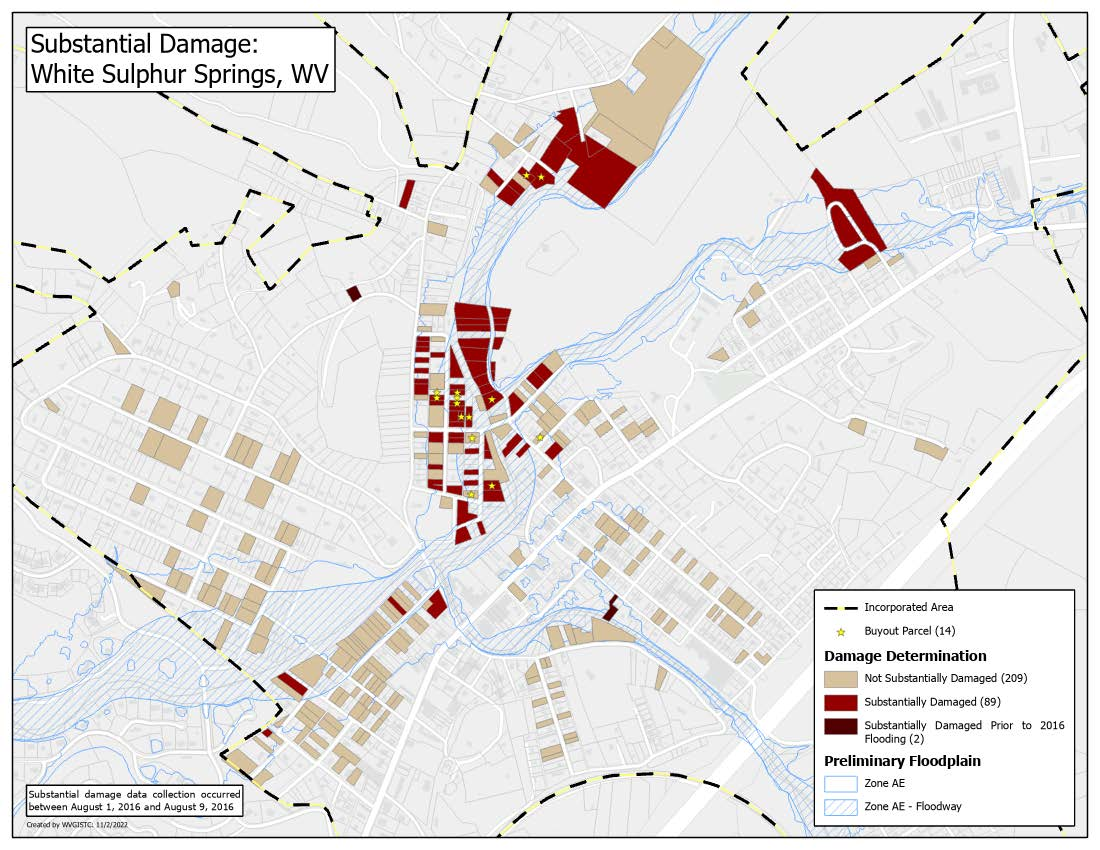 Substantial Damage:
White Sulphur Springs, WV
Incorporated Area
Buyout Parcel (14)
Damage Determination
Not Substantially Damaged (209)
Substantially Damaged (89)
Substantially Damaged Prior to 2016
Flooding (2)
Preliminary Floodplain
Zone AE
Zone AE - Floodway
Substantial damage data collection occurred
between August 1, 2016 and August 9, 2016
Created by WVGISTC: 11/2/2022